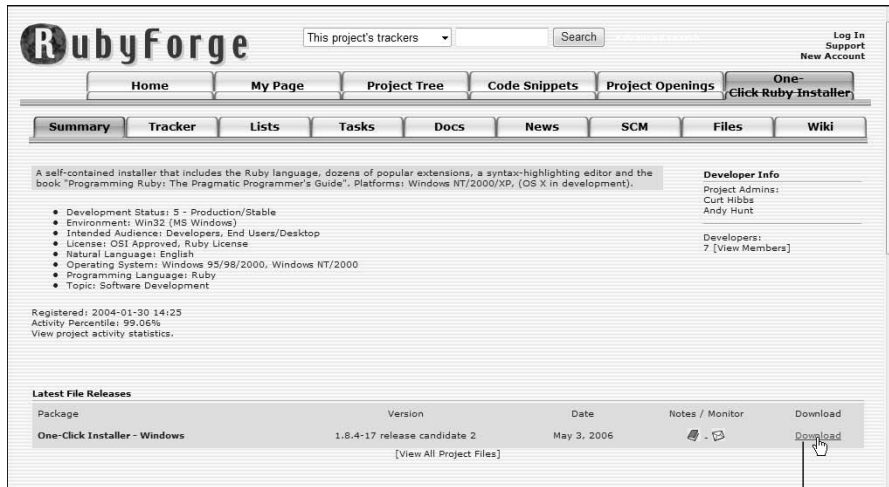 RubyForge
This project's trackers
Search
Log In
Support
New Account
Home
My Page
Project Tree
Code Snippets
Project Openings
One-
Click Ruby Installer
Summary
Tracker
Lists
Tasks
Docs
News
SCM
Files
Wiki
A self-contained installer that includes the Ruby language, dozens of popular extensions, a syntax-highlighting editor and the
book "Programming Ruby: The Pragmatic Programmer's Guide". Platforms: Windows NT/2000/XP, (OS X in development).
• Development Status: 5 - Production/Stable
• Environment: Win32 (MS Windows)
• Intended Audience: Developers, End Users/Desktop
• License: OSI Approved, Ruby License
• Natural Language: English
• Operating System: Windows 95/98/2000, Windows NT/2000
• Programming Language: Ruby
• Topic: Software Development
Registered: 2004-01-30 14:25
Activity Percentile: 99.06%
View project activity statistics.
Developer Info
Project Admins:
Curt Hibbs
Andy Hunt
Developers:
7 [View Members]
Latest File Releases
Package Version Date Notes / Monitor Download
One-Click Installer - Windows 1.8.4-17 release candidate 2 May 3, 2006 - Download
[View All Project Files]